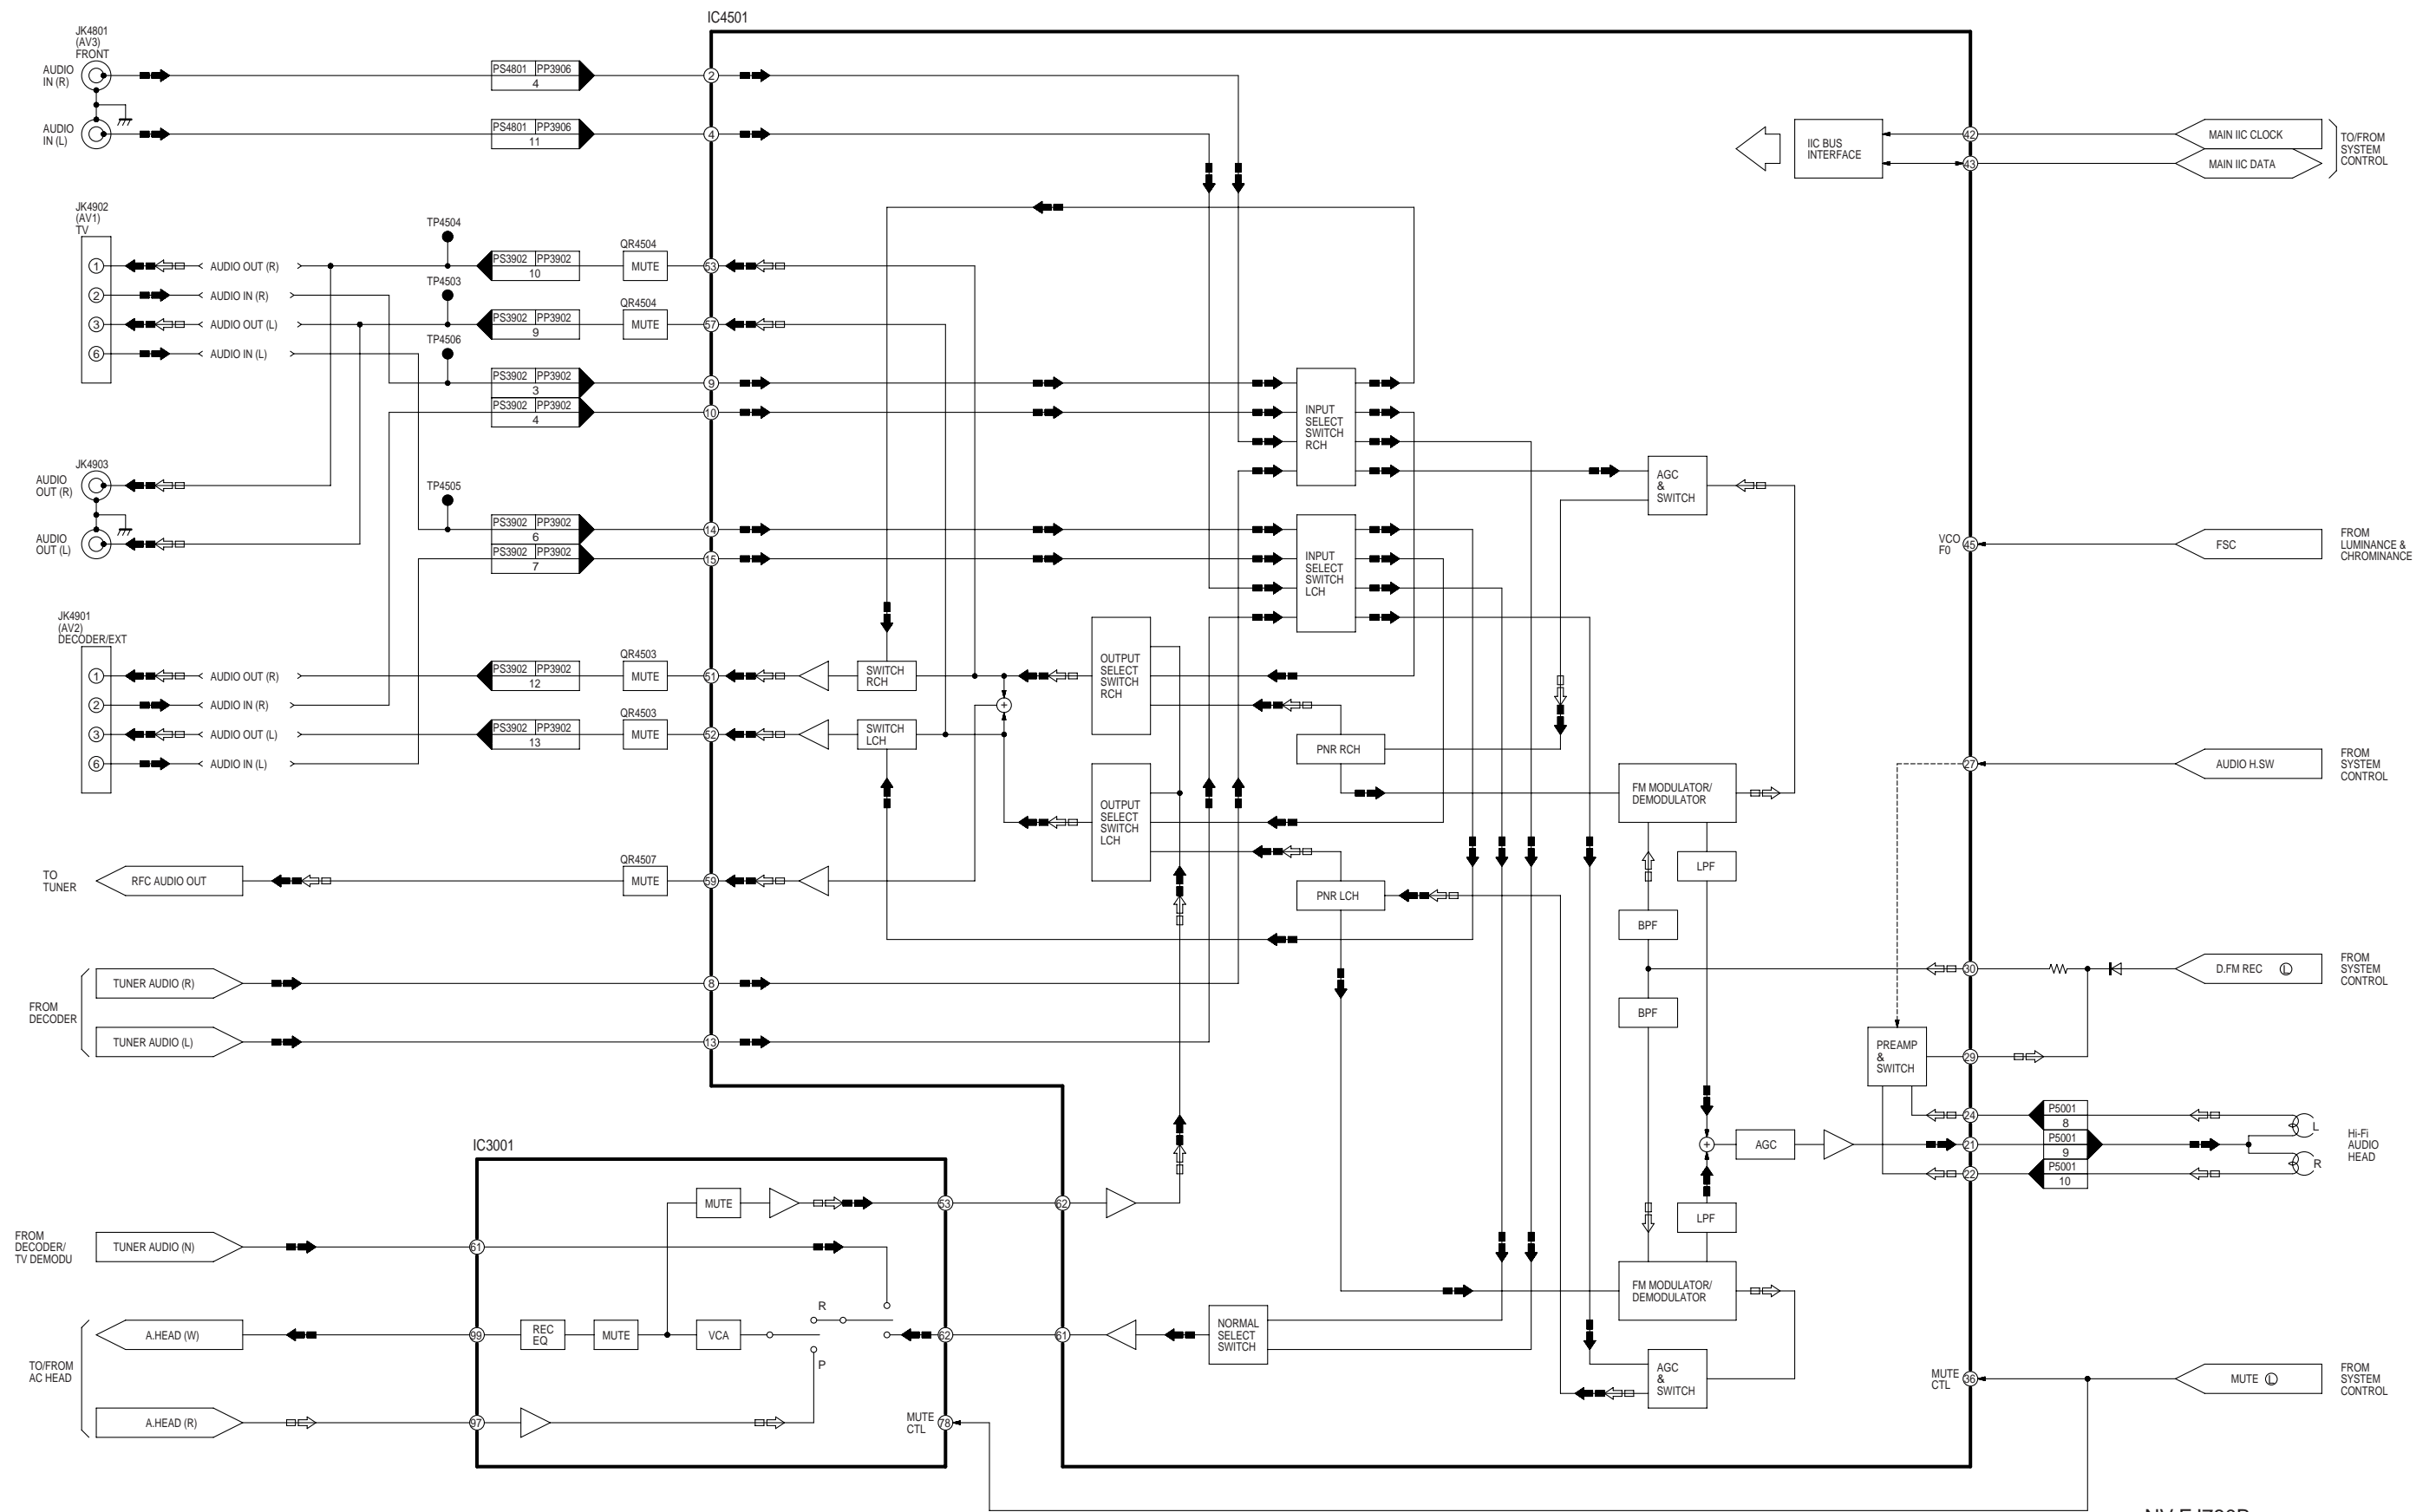 IC4501
JK4801
(AV3)
FRONT
AUDIO
IN (R)
AUDIO
IN (L)
PS4801 PP3906
4
PS4801 PP3906
11
2
4
IIC BUS
INTERFACE
42
43
MAIN IIC CLOCK
MAIN IIC DATA
TO/FROM
SYSTEM
CONTROL
JK4902
(AV1)
TV
1
AUDIO OUT (R)
2
AUDIO IN (R)
3
AUDIO OUT (L)
6
AUDIO IN (L)
TP4504
TP4503
TP4506
PS3902 PP3902
10
PS3902 PP3902
9
PS3902 PP3902
3
PS3902 PP3902
4
QR4504
MUTE
QR4504
MUTE
53
57
9
10
INPUT
SELECT
SWITCH
RCH
AGC
&
SWITCH
JK4903
AUDIO
OUT (R)
AUDIO
OUT (L)
TP4505
PS3902 PP3902
6
PS3902 PP3902
7
14
15
INPUT
SELECT
SWITCH
LCH
VCO
F0
45
FSC
FROM
LUMINANCE &
CHROMINANCE
JK4901
(AV2)
DECODER/EXT
1
AUDIO OUT (R)
2
AUDIO IN (R)
3
AUDIO OUT (L)
6
AUDIO IN (L)
PS3902 PP3902
12
PS3902 PP3902
13
QR4503
MUTE
QR4503
MUTE
51
52
SWITCH
RCH
SWITCH
LCH
OUTPUT
SELECT
SWITCH
RCH
OUTPUT
SELECT
SWITCH
LCH
PNR RCH
PNR LCH
FM MODULATOR/
DEMODULATOR
27
AUDIO H.SW
FROM
SYSTEM
CONTROL
TO
TUNER
RFC AUDIO OUT
QR4507
MUTE
59
LPF
BPF
BPF
30
D.FM REC Ⓛ
FROM
SYSTEM
CONTROL
FROM
DECODER
TUNER AUDIO (R)
TUNER AUDIO (L)
8
13
PREAMP
&
SWITCH
29
24
21
22
P5001
8
P5001
9
P5001
10
L
R
Hi-Fi
AUDIO
HEAD
AGC
LPF
IC3001
MUTE
53
62
FROM
DECODER/
TV DEMODU
TUNER AUDIO (N)
61
TO/FROM
AC HEAD
A.HEAD (W)
A.HEAD (R)
99
97
REC
EQ
MUTE
VCA
R
P
62
61
NORMAL
SELECT
SWITCH
FM MODULATOR/
DEMODULATOR
AGC
&
SWITCH
MUTE
CTL
78
MUTE
CTL
36
MUTE Ⓛ
FROM
SYSTEM
CONTROL